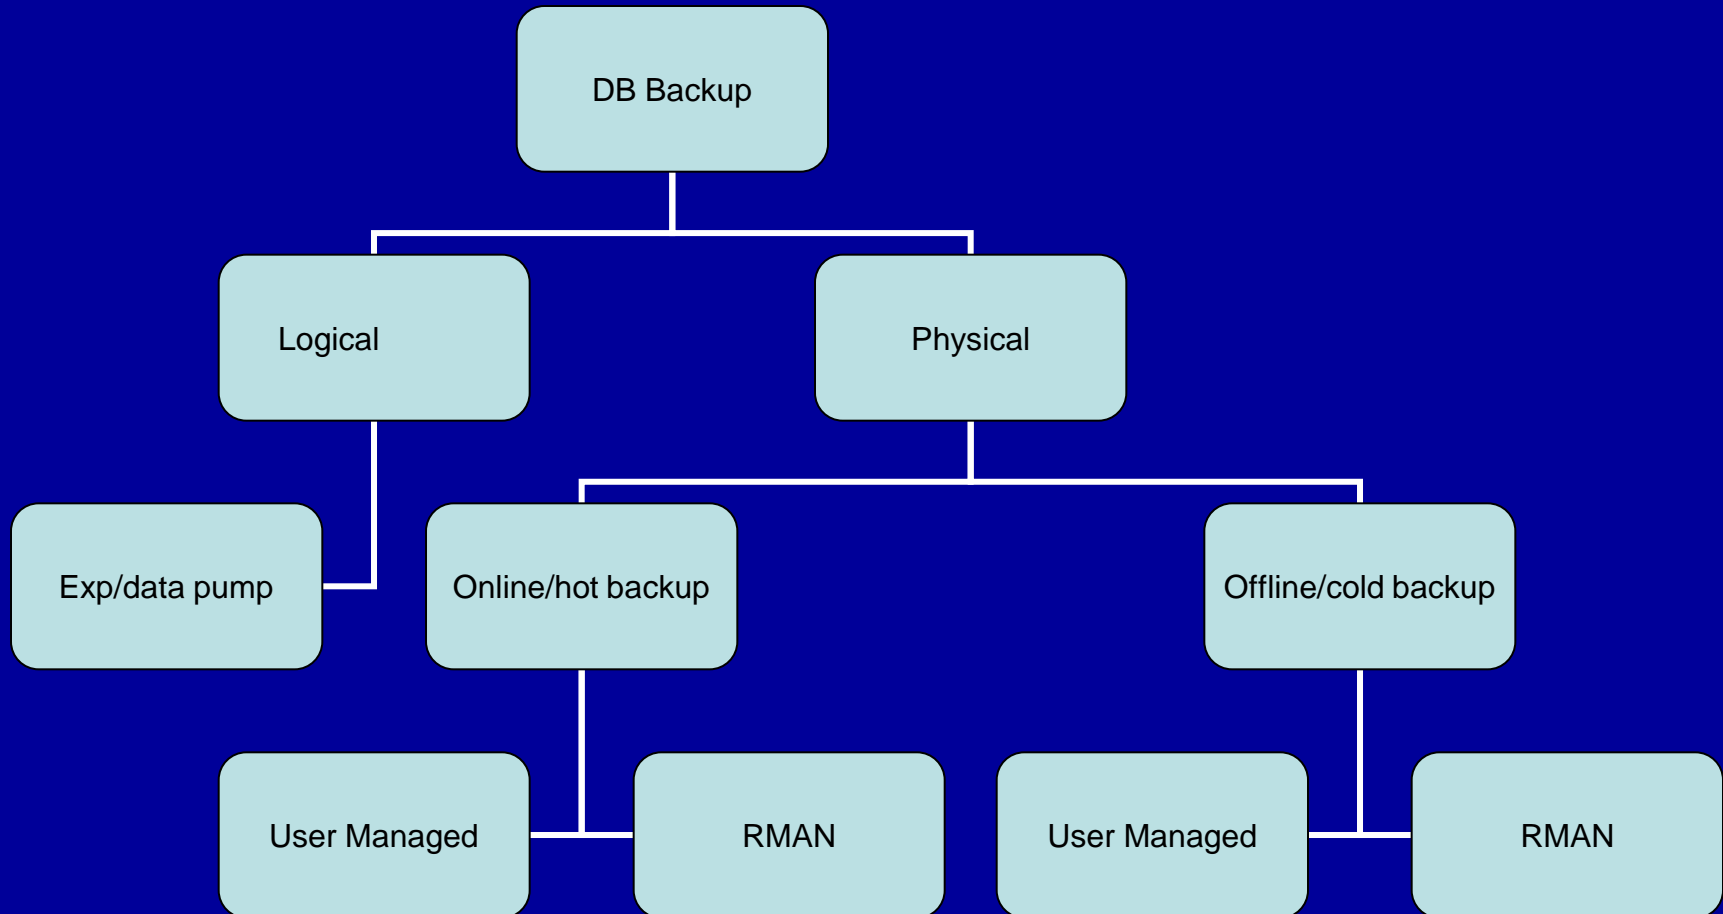 DB Backup
Logical
Physical
Exp/data pump
Online/hot backup
Offline/cold backup
User Managed
RMAN
User Managed
RMAN